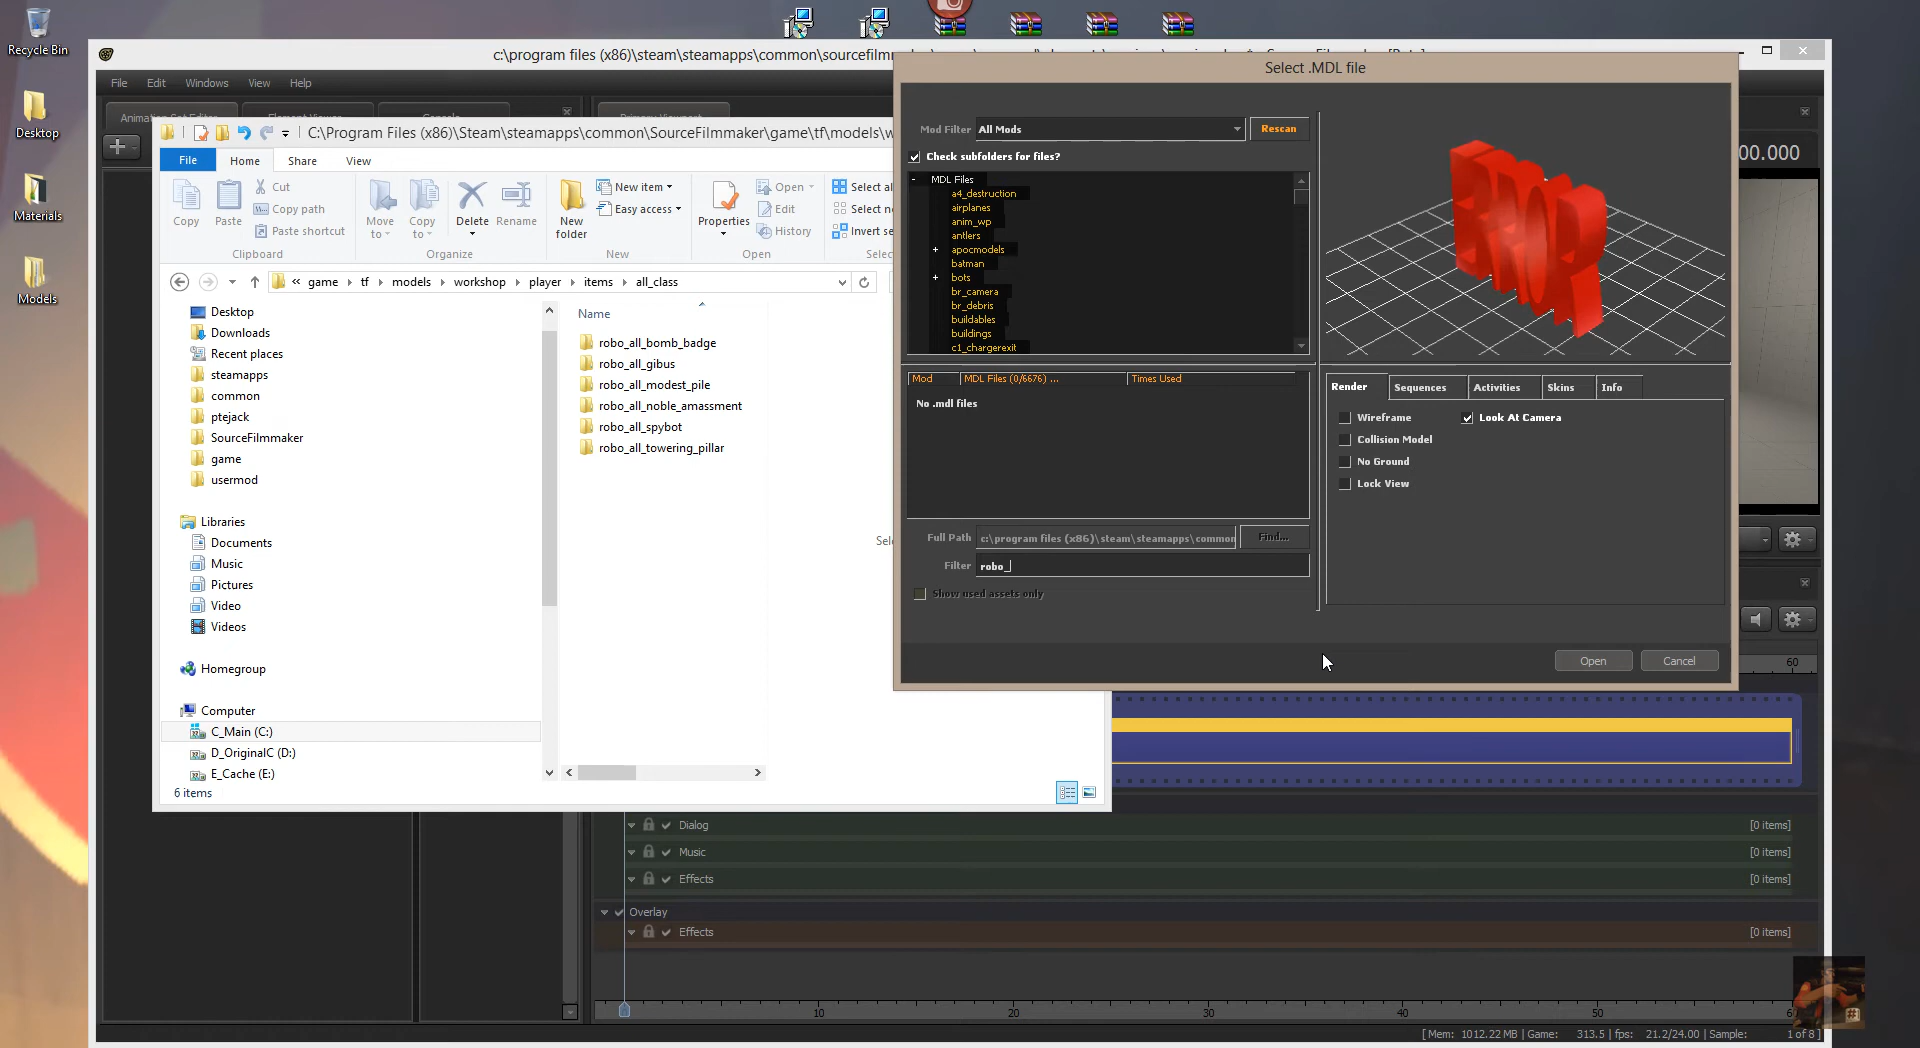 Recycle Bin
Desktop
Materials
Models
c:\program files (x86)\steam\steamapps\common\sourcefilm
File Edit Windows View Help
C:\Program Files (x86)\Steam\steamapps\common\SourceFilmmaker\game\tf\models\w
File Home Share View
Copy Paste
Cut
Copy path
Paste shortcut
Clipboard
Move to
Copy to
Delete Rename
Organize
New folder
New item
Easy access
New
Properties
Open
Edit
History
Open
Select al
Select n
Invert se
Selec
« game tf models workshop player items all_class
Desktop
Downloads
Recent places
steamapps
common
ptejack
SourceFilmmaker
game
usermod
Libraries
Documents
Music
Pictures
Video
Videos
Homegroup
Computer
C_Main (C:)
D_OriginalC (D:)
E_Cache (E:)
6 items
Name
robo_all_bomb_badge
robo_all_gibus
robo_all_modest_pile
robo_all_noble_amassment
robo_all_spybot
robo_all_towering_pillar
Sele
Select .MDL file
Mod Filter All Mods Rescan
Check subfolders for files?
MDL Files
a4_destruction
airplanes
anim_wp
antlers
apocmodels
batman
bots
br_camera
br_debris
buildables
buildings
c1_chargerexit
Mod MDL Files (0/6676) ... Times Used
No .mdl files
Full Path c:\program files (x86)\steam\steamapps\common Find...
Filter robo_
Show used assets only
ERROR
Render Sequences Activities Skins Info
Wireframe Look At Camera
Collision Model
No Ground
Lock View
Open Cancel
00.000
60
Dialog [0 items]
Music [0 items]
Effects [0 items]
Overlay
Effects [0 items]
10 20 30 40 50 6
[ Mem: 1012.22 MB | Game: 313.5 | fps: 21.2/24.00 | Sample: 1 of 8 ]